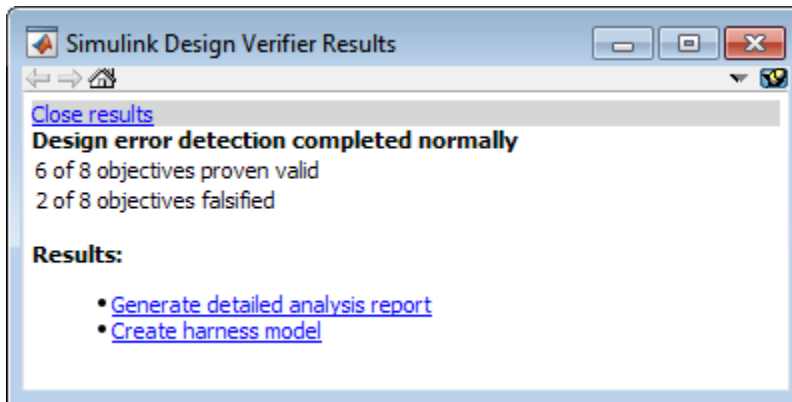 Simulink Design Verifier Results
Close results
Design error detection completed normally
6 of 8 objectives proven valid
2 of 8 objectives falsified
Results:
• Generate detailed analysis report
• Create harness model